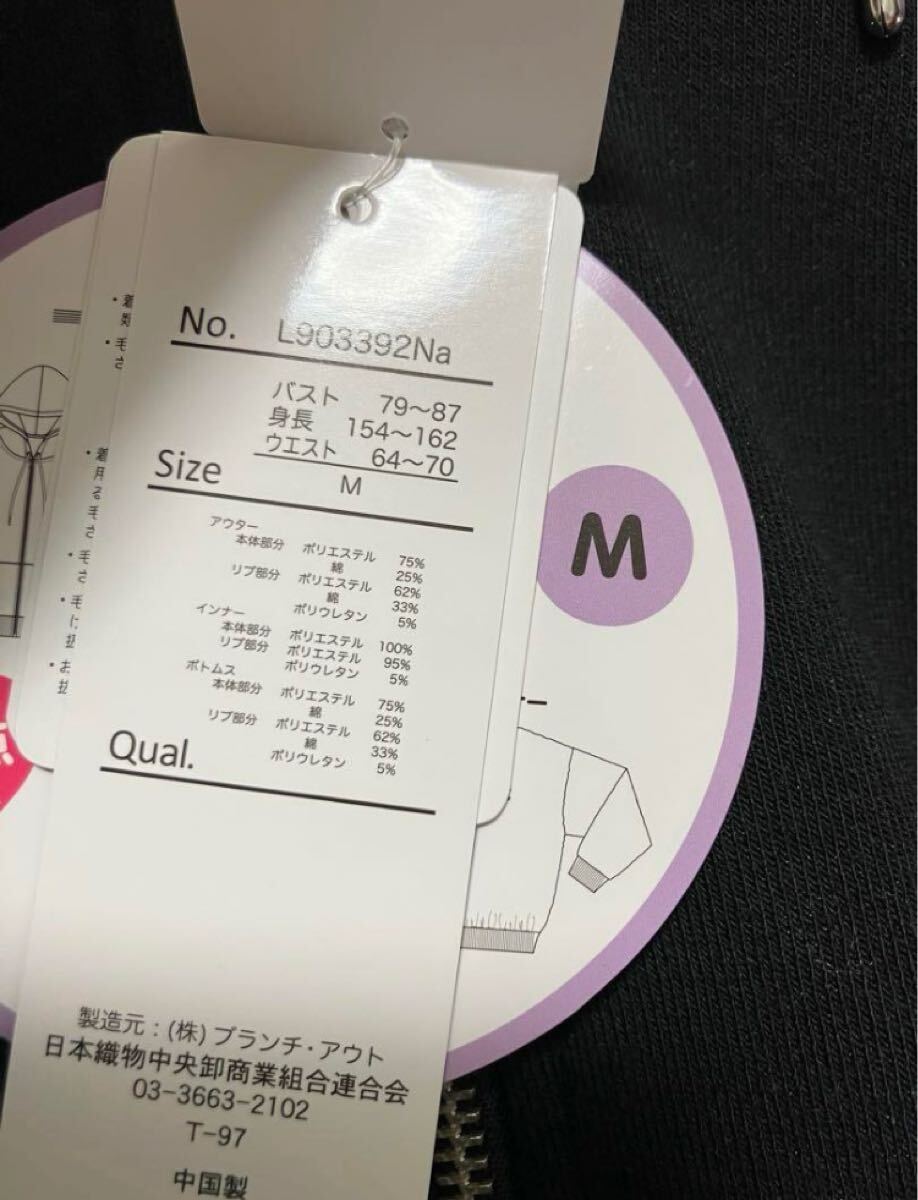 No. L903392Na
バスト 79～87
身長 154～162
ウエスト 64～70
Size M
アウター
本体部分 ポリエステル 75%
綿 25%
リブ部分 ポリエステル 62%
綿 33%
ポリウレタン 5%
インナー
本体部分 ポリエステル 100%
リブ部分 ポリエステル 95%
ポリウレタン 5%
ボトムス
本体部分 ポリエステル 75%
綿 25%
リブ部分 ポリエステル 62%
綿 33%
ポリウレタン 5%
Qual.
製造元：(株)ブランチ・アウト
日本織物中央卸商業組合連合会
03-3663-2102
T-97
中国製
M